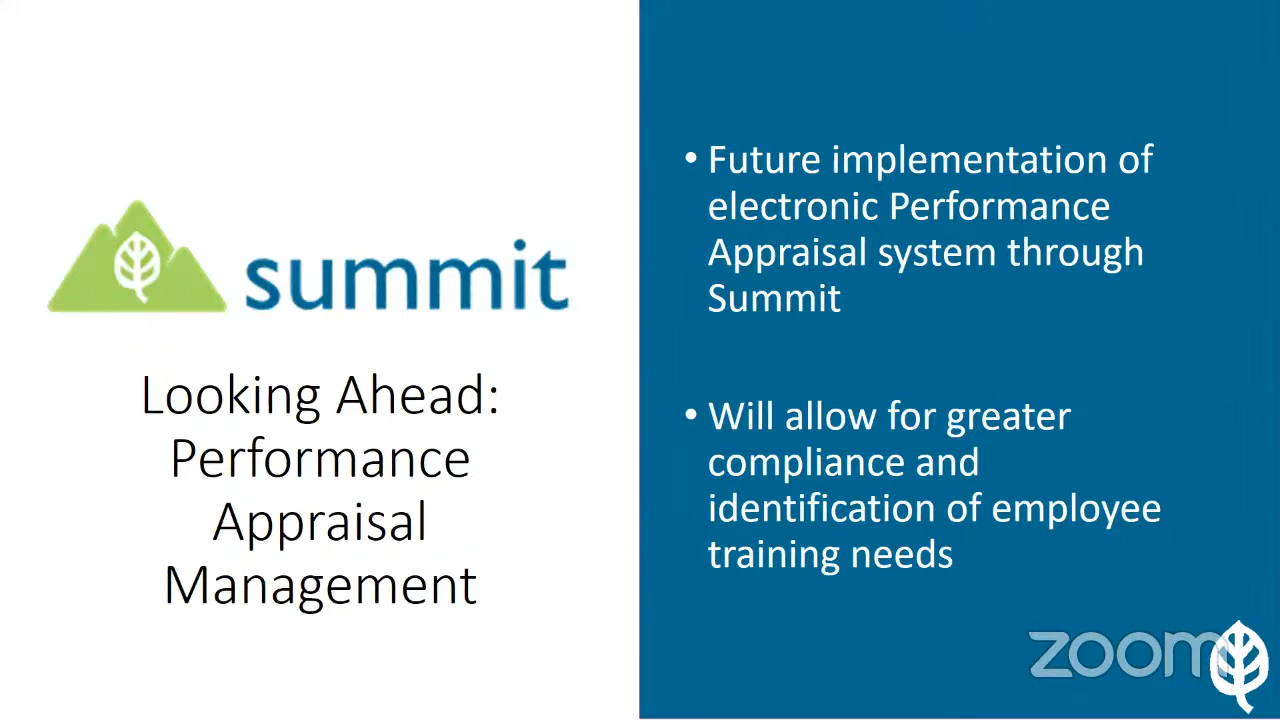 summit
Looking Ahead:
Performance
Appraisal
Management
• Future implementation of
electronic Performance
Appraisal system through
Summit
• Will allow for greater
compliance and
identification of employee
training needs
zoom